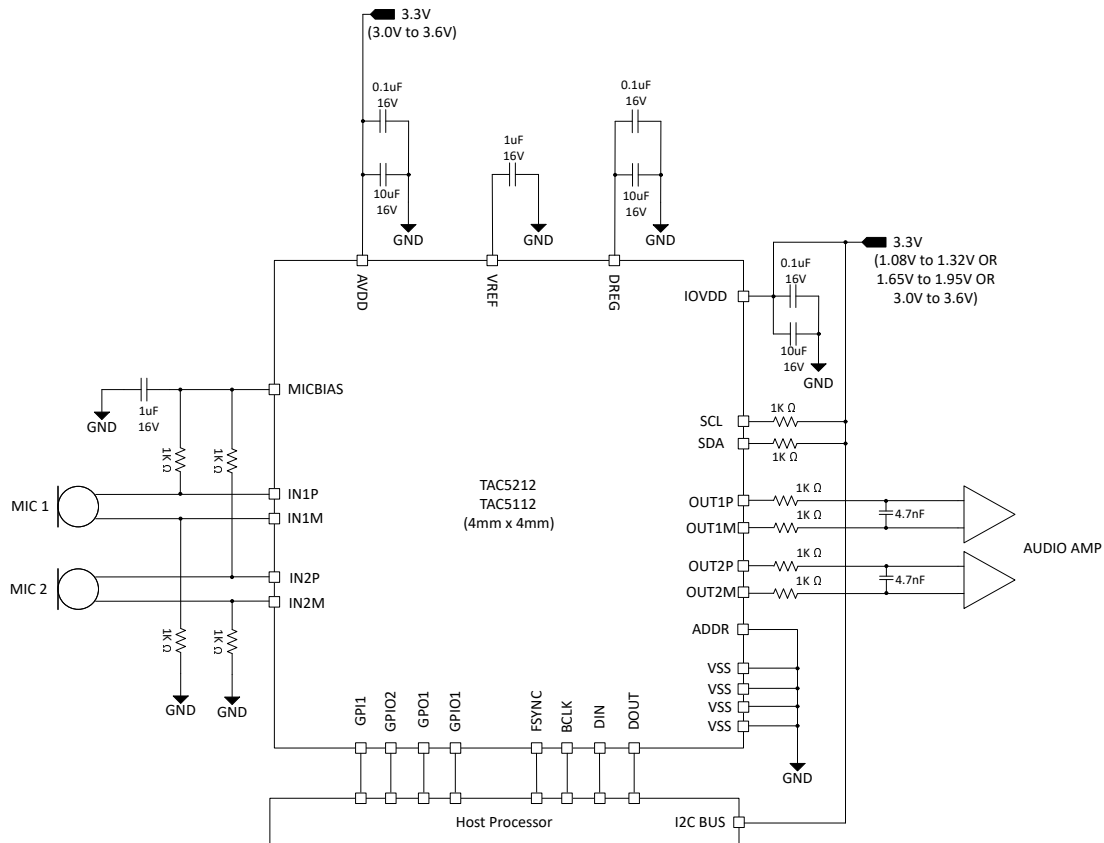 3.3V
(3.0V to 3.6V)
0.1uF
16V
10uF
16V
GND
1uF
16V
GND
0.1uF
16V
10uF
16V
GND
3.3V
(1.08V to 1.32V OR
1.65V to 1.95V OR
3.0V to 3.6V)
0.1uF
16V
10uF
16V
GND
AVDD
VREF
DREG
IOVDD
MICBIAS
1uF
16V
GND
1K Ω
1K Ω
SCL
1K Ω
SDA
1K Ω
MIC 1
IN1P
IN1M
TAC5212
TAC5112
(4mm x 4mm)
OUT1P
1K Ω
OUT1M
1K Ω
4.7nF
AUDIO AMP
MIC 2
IN2P
IN2M
OUT2P
1K Ω
OUT2M
1K Ω
4.7nF
1K Ω
1K Ω
GND
GND
ADDR
VSS
VSS
VSS
VSS
GND
GPI1
GPIO2
GPO1
GPIO1
FSYNC
BCLK
DIN
DOUT
Host Processor
I2C BUS